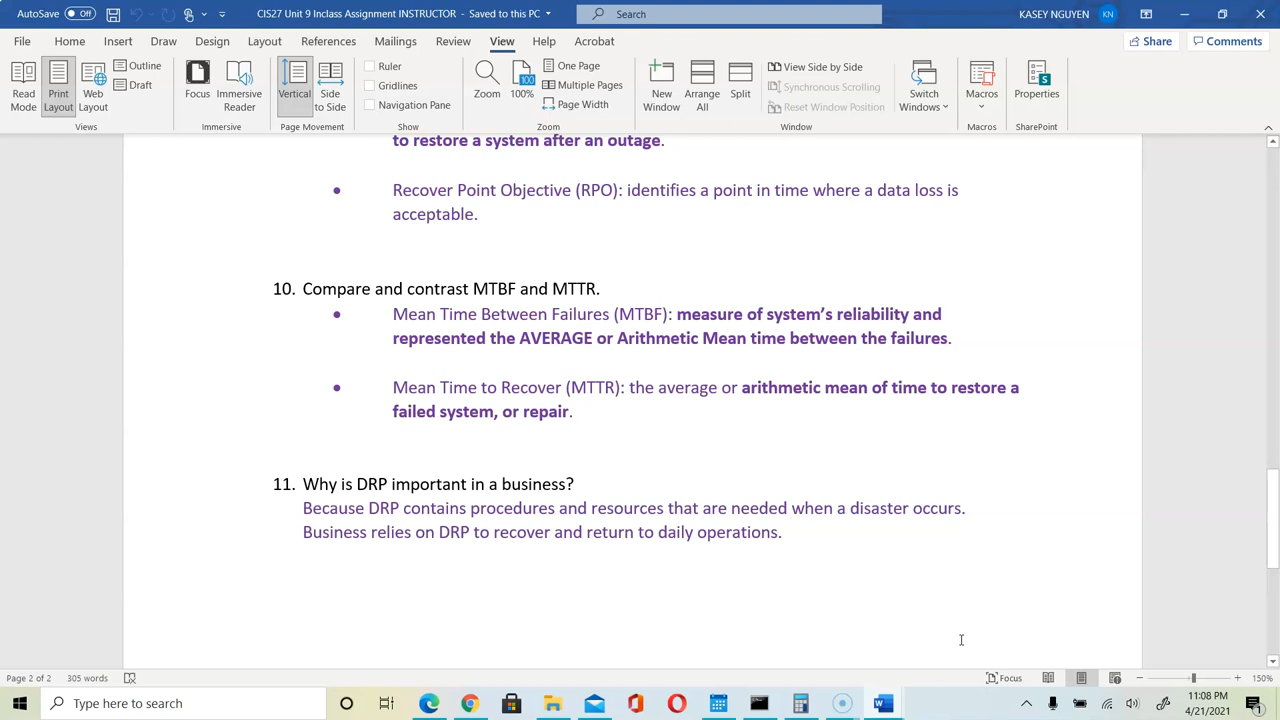 AutoSave Off CIS27 Unit 5 Study Session - Saved to this PC Search KASEY NGUYEN KN
File Home Insert Draw Design Layout References Mailings Review View Help Acrobat Share Comments
Read Mode Print Layout Web Layout Outline Draft Focus Immersive Reader Vertical Side to Side Ruler Gridlines Navigation Pane Zoom 100 100% One Page Multiple Pages Page Width New Window Arrange All Split View Side by Side Synchronous Scrolling Reset Window Position Switch Windows Macros Properties
Views Immersive Page Movement Show Zoom Window Macros SharePoint
to restore a system after an outage.
• Recover Point Objective (RPO): identifies a point in time where a data loss is
acceptable.
10. Compare and contrast MTBF and MTTR.
• Mean Time Between Failures (MTBF): measure of system's reliability and
represented the AVERAGE or Arithmetic Mean time between the failures.
• Mean Time to Recover (MTTR): the average or arithmetic mean of time to restore a
failed system, or repair.
11. Why is DRP important in a business?
Because DRP contains procedures and resources that are needed when a disaster occurs.
Business relies on DRP to recover and return to daily operations.
Page 2 of 2 305 words Focus 150%
Type here to search 11:08 PM
4/21/2021